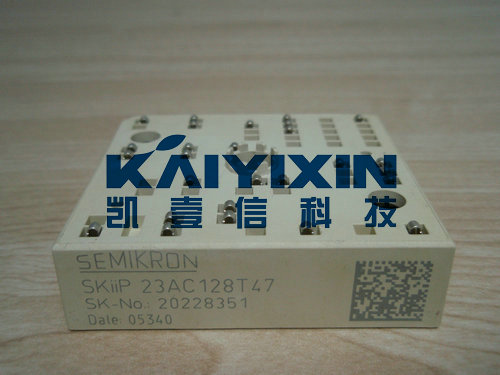 KAIYIXIN
凯壹信科技
SEMIKRON
SKiiP 23AC128T47
SK-No.: 20228351
Date: 05340